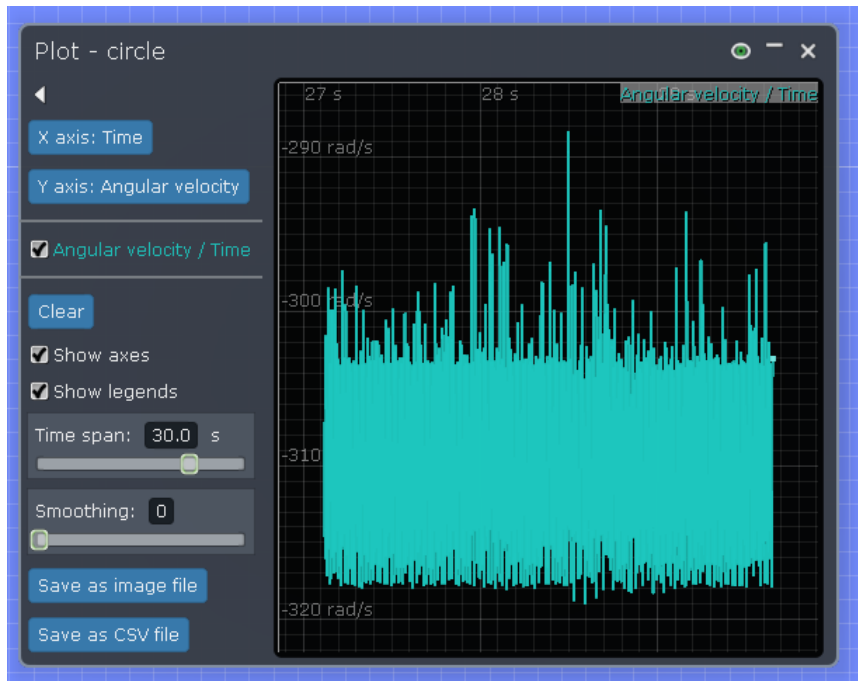 Plot - circle
X axis: Time
Y axis: Angular velocity
Angular velocity / Time
Clear
Show axes
Show legends
Time span: 30.0 s
Smoothing: 0
Save as image file
Save as CSV file
27 s
28 s
Angular velocity / Time
-290 rad/s
-300 rad/s
-310
-320 rad/s